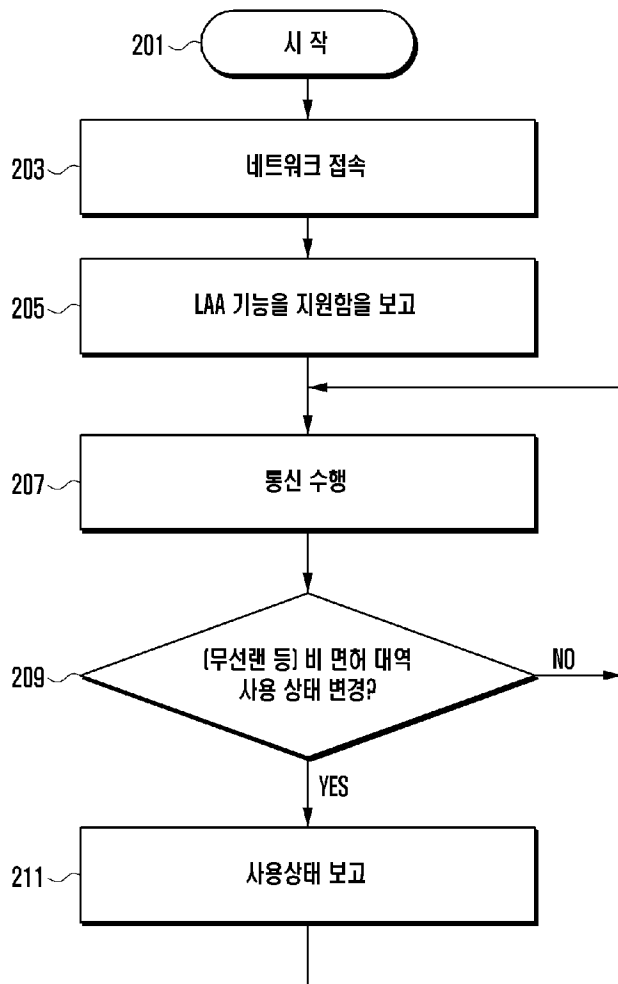 201 시 작
203 네트워크 접속
205 LAA 기능을 지원함을 보고
207 통신 수행
(무선랜 등) 비 면허 대역
209 사용 상태 변경?
NO
YES
211 사용상태 보고